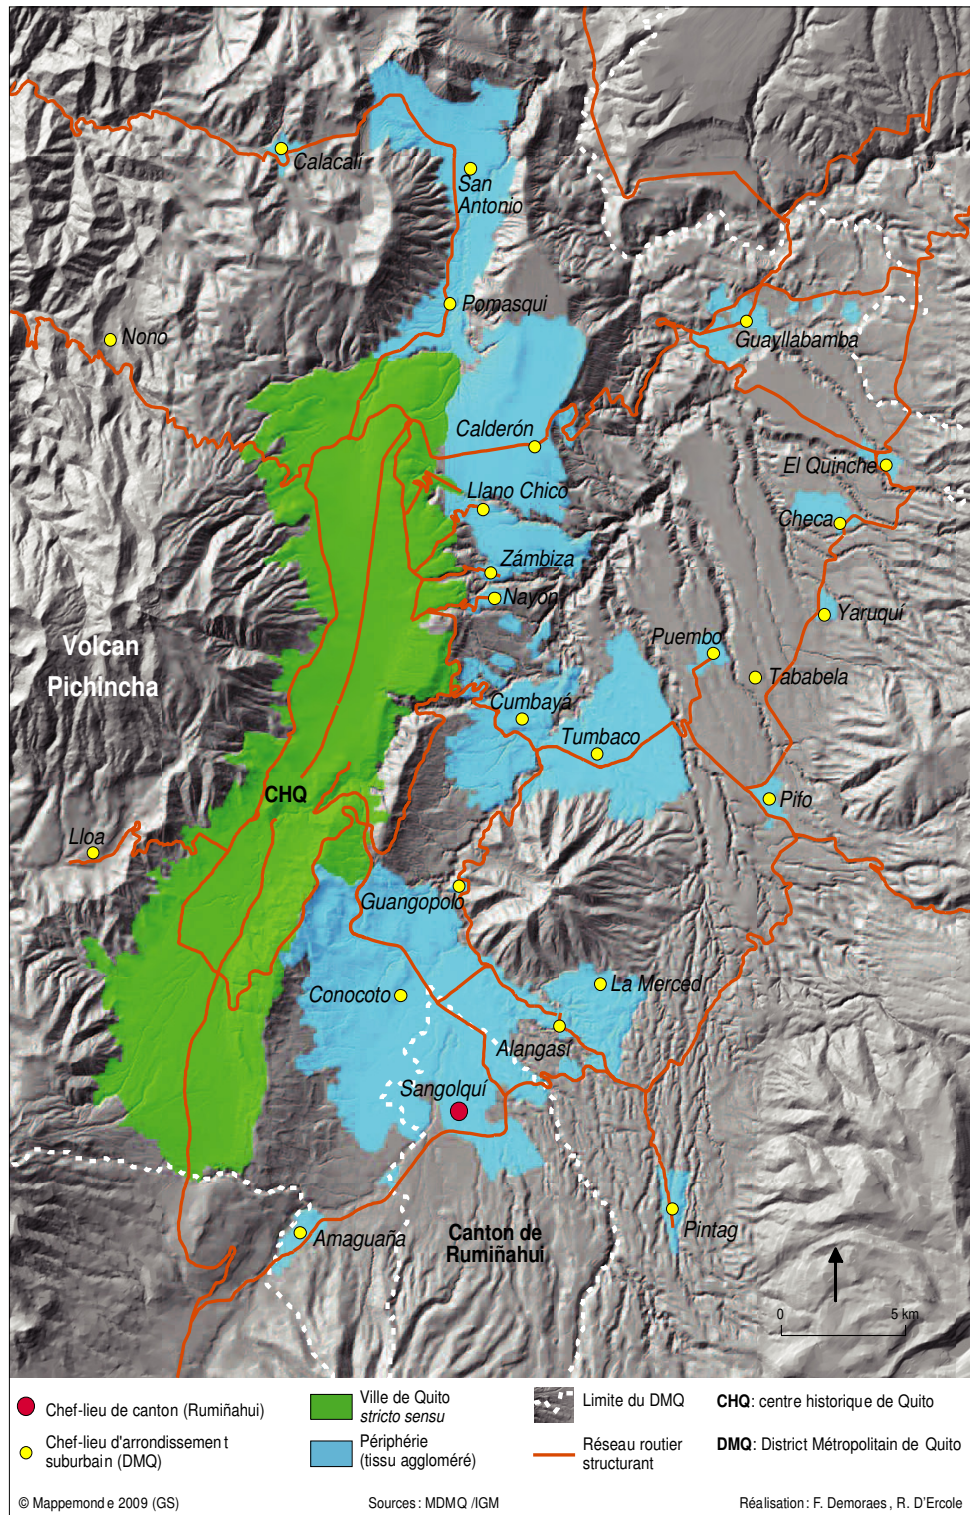 Calacalí
San
Antonio
Pomasqui
Nono
Guayllabamba
Calderón
El Quinche
Llano Chico
Checa
Zámbiza
Nayón
Yaruquí
Puembo
Volcan
Pichincha
Tababela
Cumbayá
Tumbaco
CHQ
Pifo
Lloa
Guangopolo
La Merced
Conocoto
Alangasí
Sangolquí
Amaguaña
Canton de
Rumiñahui
Pintag
0 5 km
Chef-lieu de canton (Rumiñahui)
Chef-lieu d'arrondissement
suburbain (DMQ)
Ville de Quito
stricto sensu
Périphérie
(tissu aggloméré)
Limite du DMQ
Réseau routier
structurant
CHQ: centre historique de Quito
DMQ: District Métropolitain de Quito
© Mappemonde 2009 (GS)
Sources: MDMQ /IGM
Réalisation: F. Demoraes, R. D'Ercole